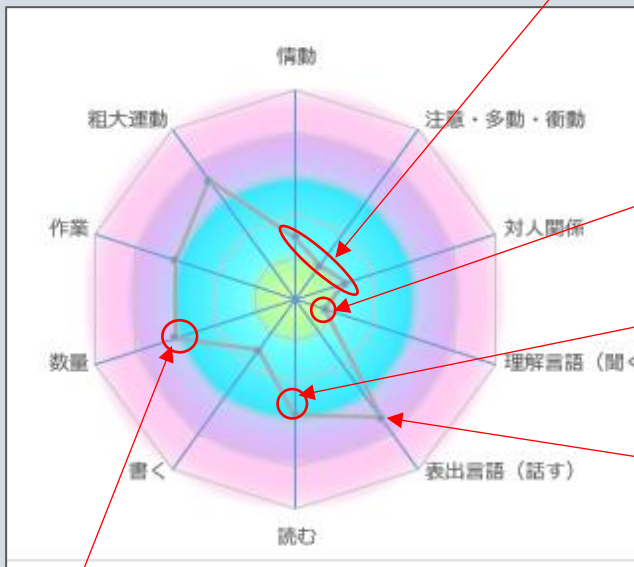 情動
粗大運動
注意・多動・衝動
作業
対人関係
数量
理解言語（聞く
書く
表出言語（話す）
読む